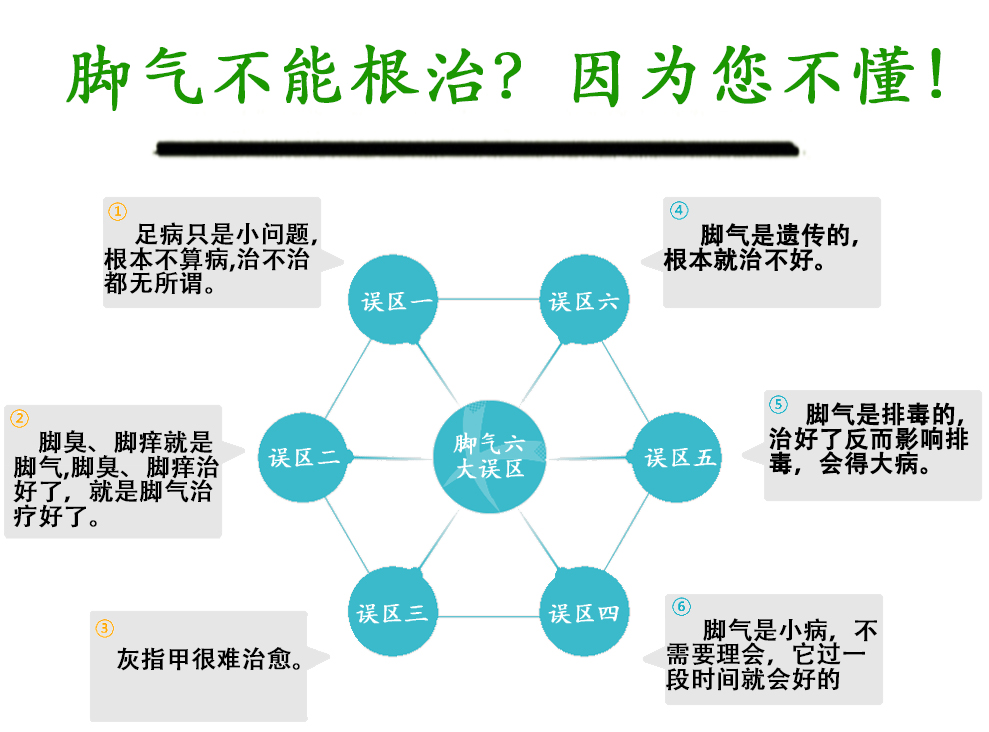 脚气不能根治? 因为您不懂!
①
足病只是小问题,
根本不算病,治不治
都无所谓。
④
脚气是遗传的,
根本就治不好。
误区一
误区六
②
脚臭、脚痒就是
脚气,脚臭、脚痒治
好了，就是脚气治
疗好了。
误区二
脚气六
大误区
误区五
⑤
脚气是排毒的,
治好了反而影响排
毒，会得大病。
③
灰指甲很难治愈。
误区三
误区四
⑥
脚气是小病，不
需要理会，它过一
段时间就会好的